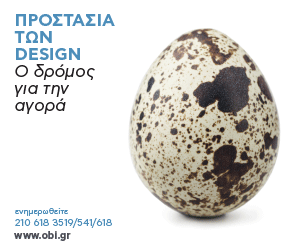 ΠΡΟΣΤΑΣΙΑ
ΤΩΝ
DESIGN
Ο δρόμος
για την
αγορά
ενημερωθείτε
210 618 3519/541/618
www.obi.gr